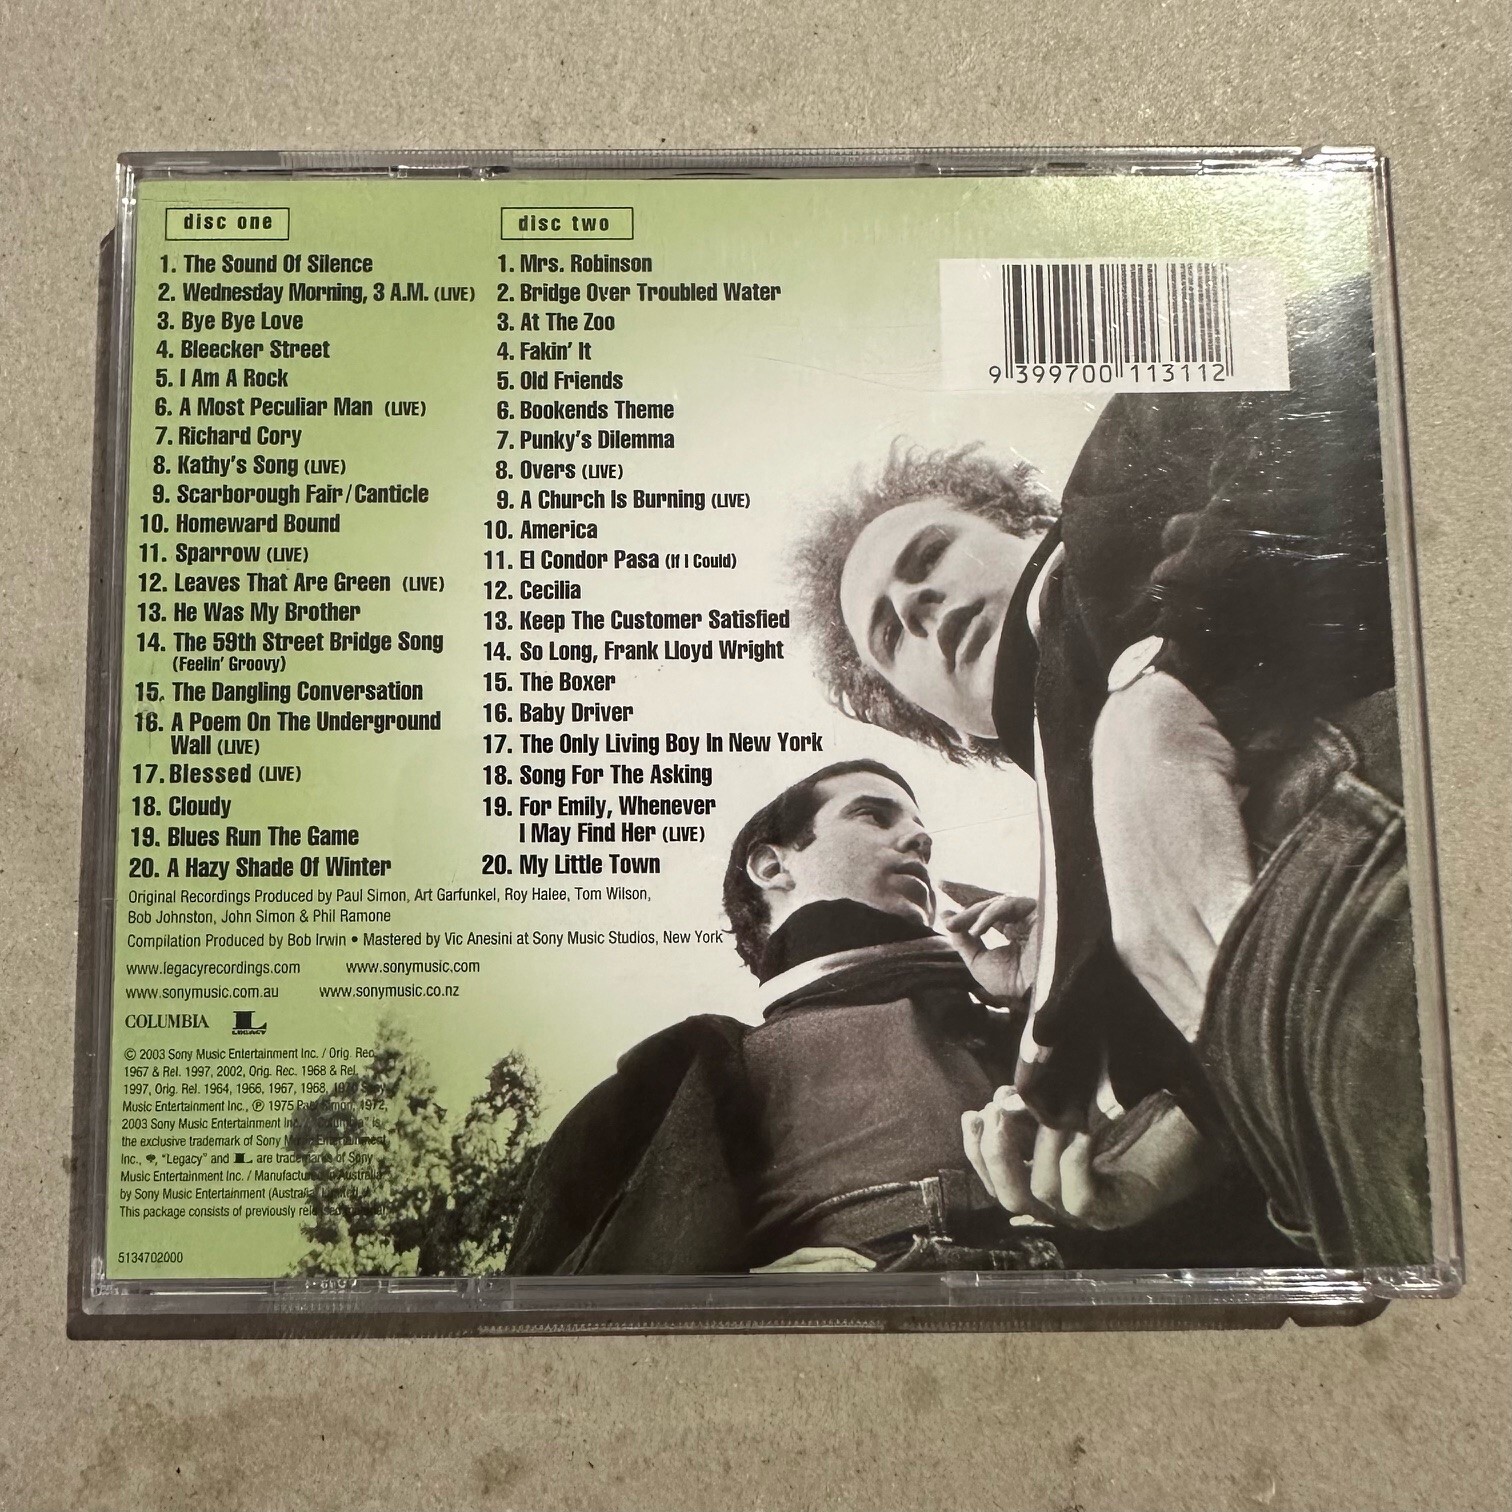 disc one
1. The Sound Of Silence
2. Wednesday Morning, 3 A.M. (LIVE)
3. Bye Bye Love
4. Bleecker Street
5. I Am A Rock
6. A Most Peculiar Man (LIVE)
7. Richard Cory
8. Kathy's Song (LIVE)
9. Scarborough Fair/Canticle
10. Homeward Bound
11. Sparrow (LIVE)
12. Leaves That Are Green (LIVE)
13. He Was My Brother
14. The 59th Street Bridge Song
(Feelin' Groovy)
15. The Dangling Conversation
16. A Poem On The Underground
Wall (LIVE)
17. Blessed (LIVE)
18. Cloudy
19. Blues Run The Game
20. A Hazy Shade Of Winter
disc two
1. Mrs. Robinson
2. Bridge Over Troubled Water
3. At The Zoo
4. Fakin' It
5. Old Friends
6. Bookends Theme
7. Punky's Dilemma
8. Overs (LIVE)
9. A Church Is Burning (LIVE)
10. America
11. El Condor Pasa (If I Could)
12. Cecilia
13. Keep The Customer Satisfied
14. So Long, Frank Lloyd Wright
15. The Boxer
16. Baby Driver
17. The Only Living Boy In New York
18. Song For The Asking
19. For Emily, Whenever
I May Find Her (LIVE)
20. My Little Town
9 399700 113112
Original Recordings Produced by Paul Simon, Art Garfunkel, Roy Halee, Tom Wilson,
Bob Johnston, John Simon & Phil Ramone
Compilation Produced by Bob Irwin • Mastered by Vic Anesini at Sony Music Studios, New York
www.legacyrecordings.com www.sonymusic.com
www.sonymusic.com.au www.sonymusic.co.nz
COLUMBIA L LEGACY
© 2003 Sony Music Entertainment Inc. / Orig. Rec.
1967 & Rel. 1997, 2002, Orig. Rec. 1968 & Rel.
1997, Orig. Rel. 1964, 1966, 1967, 1968, 1970 Sony
Music Entertainment Inc., ℗ 1975 Paul Simon, 1972,
2003 Sony Music Entertainment Inc. / "Columbia" is
the exclusive trademark of Sony Music Entertainment
Inc., "Legacy" and L are trademarks of Sony
Music Entertainment Inc. / Manufactured in Australia
by Sony Music Entertainment (Australia) Limited
This package consists of previously released material
5134702000